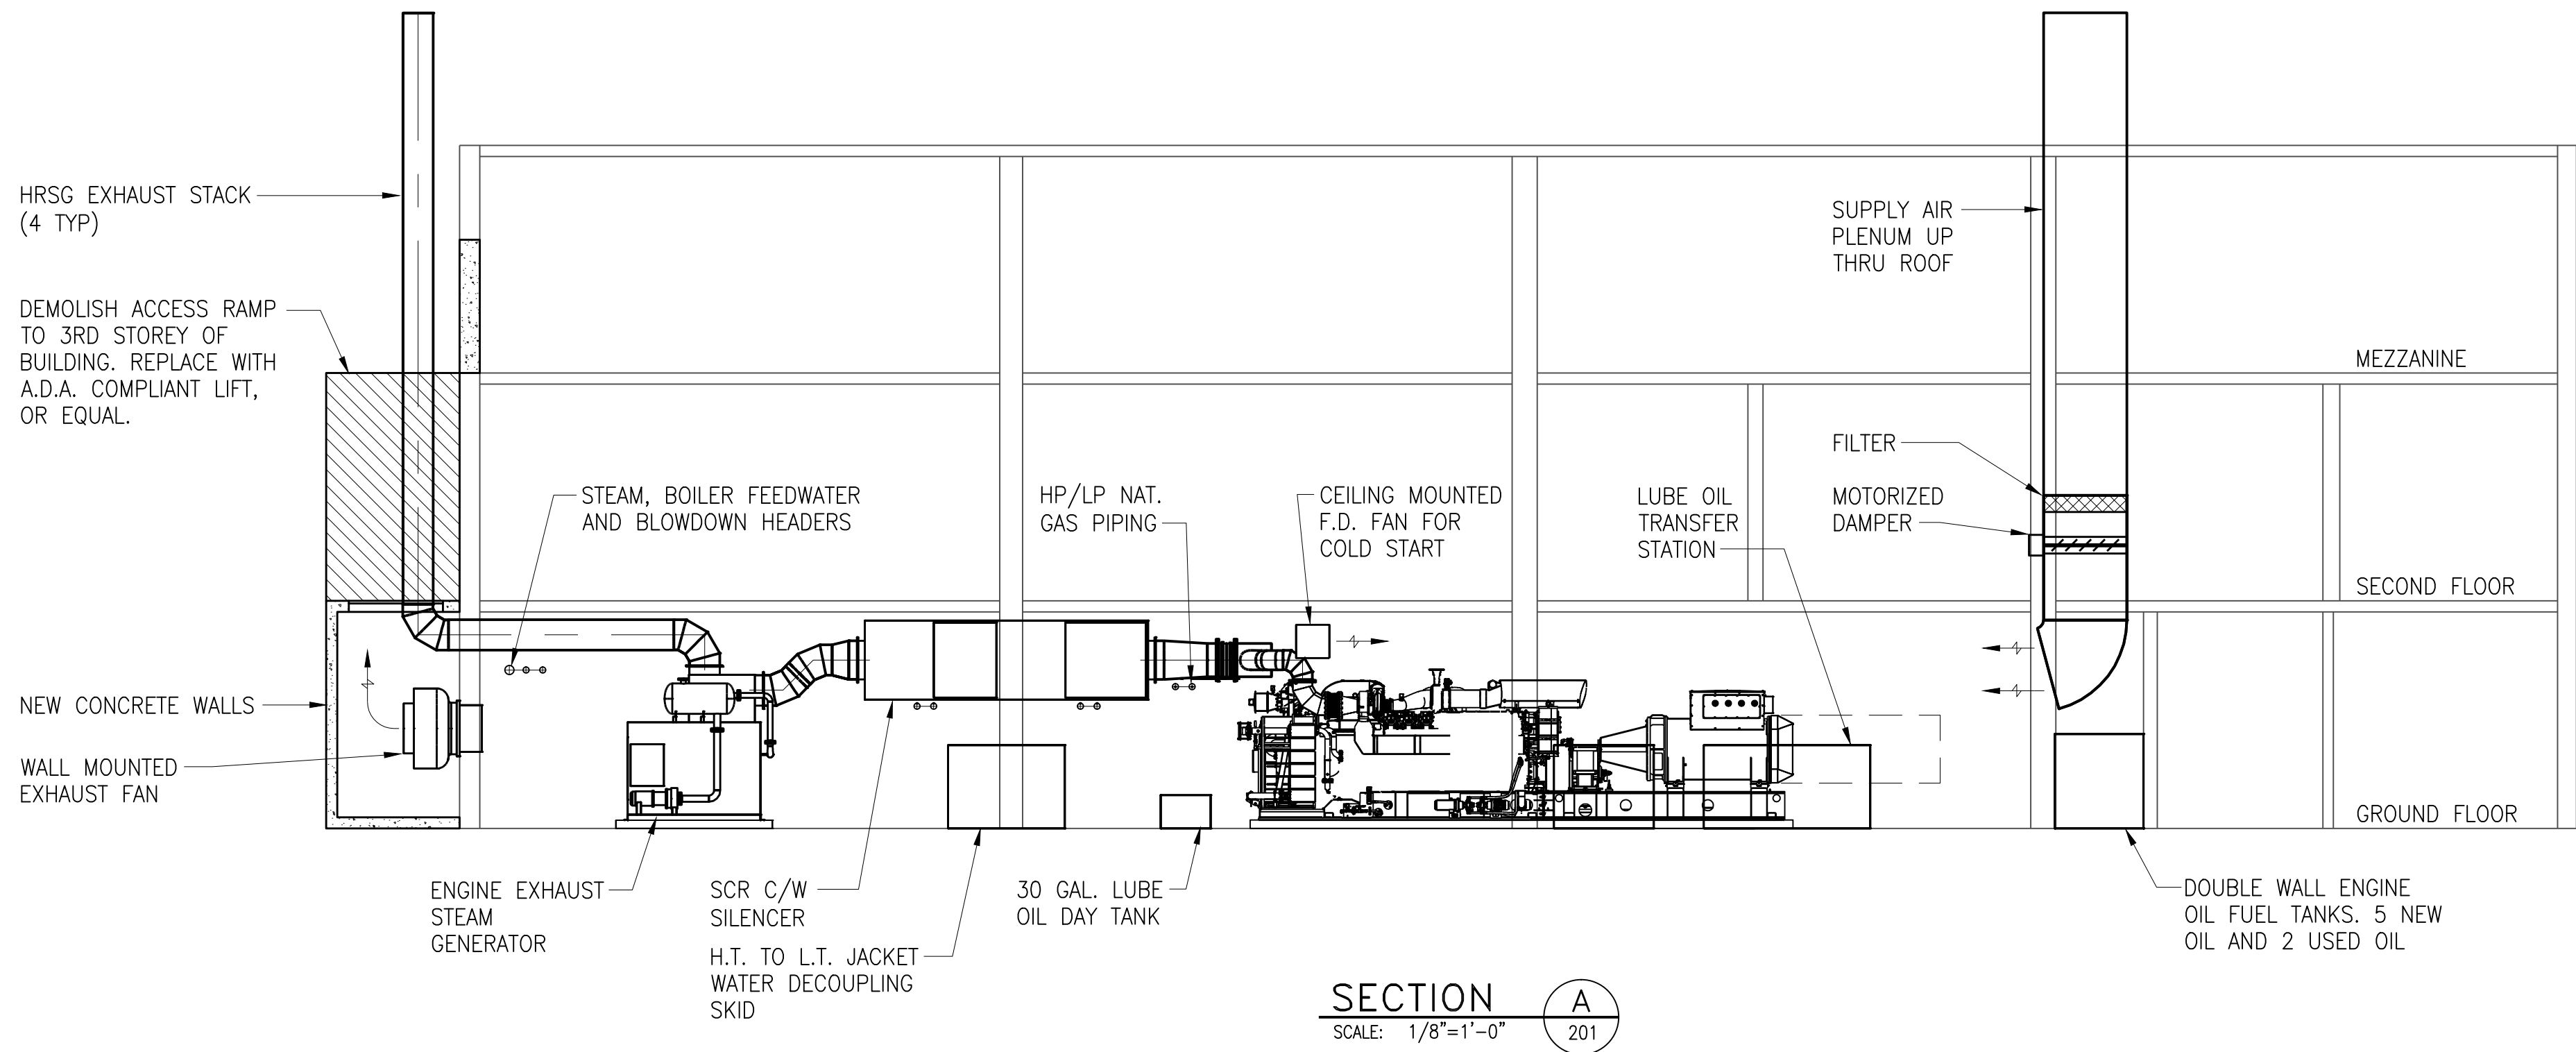 HRSG EXHAUST STACK
(4 TYP)
DEMOLISH ACCESS RAMP
TO 3RD STOREY OF
BUILDING. REPLACE WITH
A.D.A. COMPLIANT LIFT,
OR EQUAL.
NEW CONCRETE WALLS
WALL MOUNTED
EXHAUST FAN
STEAM, BOILER FEEDWATER
AND BLOWDOWN HEADERS
HP/LP NAT.
GAS PIPING
CEILING MOUNTED
F.D. FAN FOR
COLD START
LUBE OIL
TRANSFER
STATION
SUPPLY AIR
PLENUM UP
THRU ROOF
FILTER
MOTORIZED
DAMPER
MEZZANINE
SECOND FLOOR
GROUND FLOOR
ENGINE EXHAUST
STEAM
GENERATOR
SCR C/W
SILENCER
H.T. TO L.T. JACKET
WATER DECOUPLING
SKID
30 GAL. LUBE
OIL DAY TANK
DOUBLE WALL ENGINE
OIL FUEL TANKS. 5 NEW
OIL AND 2 USED OIL
SECTION
A
SCALE: 1/8"=1'-0"
201